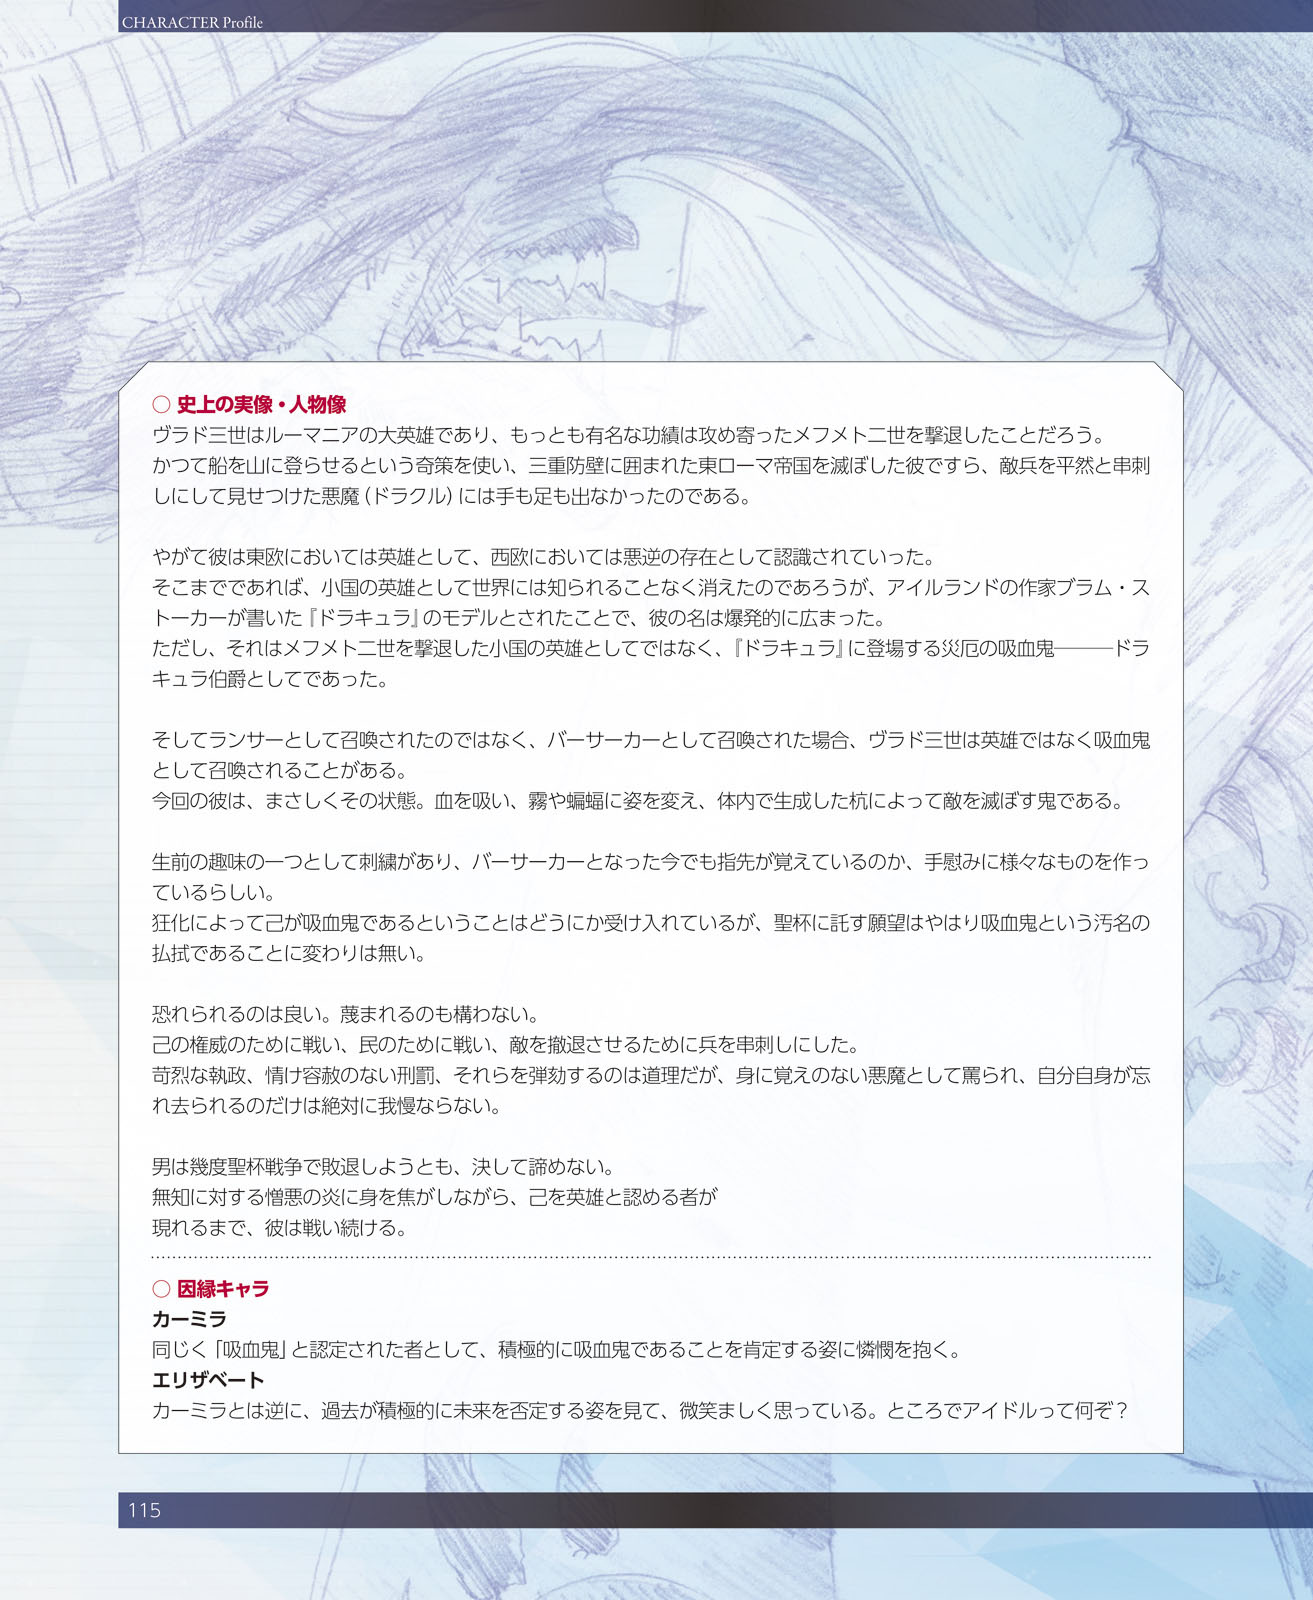 CHARACTER Profile
○ 史上の実像・人物像
ヴラド三世はルーマニアの大英雄であり、もっとも有名な功績は攻め寄ったメフメト二世を撃退したことだろう。
かつて船を山に登らせるという奇策を使い、三重防壁に囲まれた東ローマ帝国を滅ぼした彼ですら、敵兵を平然と串刺
しにして見せつけた悪魔（ドラクル）には手も足も出なかったのである。
やがて彼は東欧においては英雄として、西欧においては悪逆の存在として認識されていった。
そこまでであれば、小国の英雄として世界には知られることなく消えたのであろうが、アイルランドの作家ブラム・ス
トーカーが書いた『ドラキュラ』のモデルとされたことで、彼の名は爆発的に広まった。
ただし、それはメフメト二世を撃退した小国の英雄としてではなく、『ドラキュラ』に登場する災厄の吸血鬼───ドラ
キュラ伯爵としてであった。
そしてランサーとして召喚されたのではなく、バーサーカーとして召喚された場合、ヴラド三世は英雄ではなく吸血鬼
として召喚されることがある。
今回の彼は、まさしくその状態。血を吸い、霧や蝙蝠に姿を変え、体内で生成した杭によって敵を滅ぼす鬼である。
生前の趣味の一つとして刺繍があり、バーサーカーとなった今でも指先が覚えているのか、手慰みに様々なものを作っ
ているらしい。
狂化によって己が吸血鬼であるということはどうにか受け入れているが、聖杯に託す願望はやはり吸血鬼という汚名の
払拭であることに変わりは無い。
恐れられるのは良い。蔑まれるのも構わない。
己の権威のために戦い、民のために戦い、敵を撤退させるために兵を串刺しにした。
苛烈な執政、情け容赦のない刑罰、それらを弾劾するのは道理だが、身に覚えのない悪魔として罵られ、自分自身が忘
れ去られるのだけは絶対に我慢ならない。
男は幾度聖杯戦争で敗退しようとも、決して諦めない。
無知に対する憎悪の炎に身を焦がしながら、己を英雄と認める者が
現れるまで、彼は戦い続ける。
○ 因縁キャラ
カーミラ
同じく「吸血鬼」と認定された者として、積極的に吸血鬼であることを肯定する姿に憐憫を抱く。
エリザベート
カーミラとは逆に、過去が積極的に未来を否定する姿を見て、微笑ましく思っている。ところでアイドルって何ぞ？
115